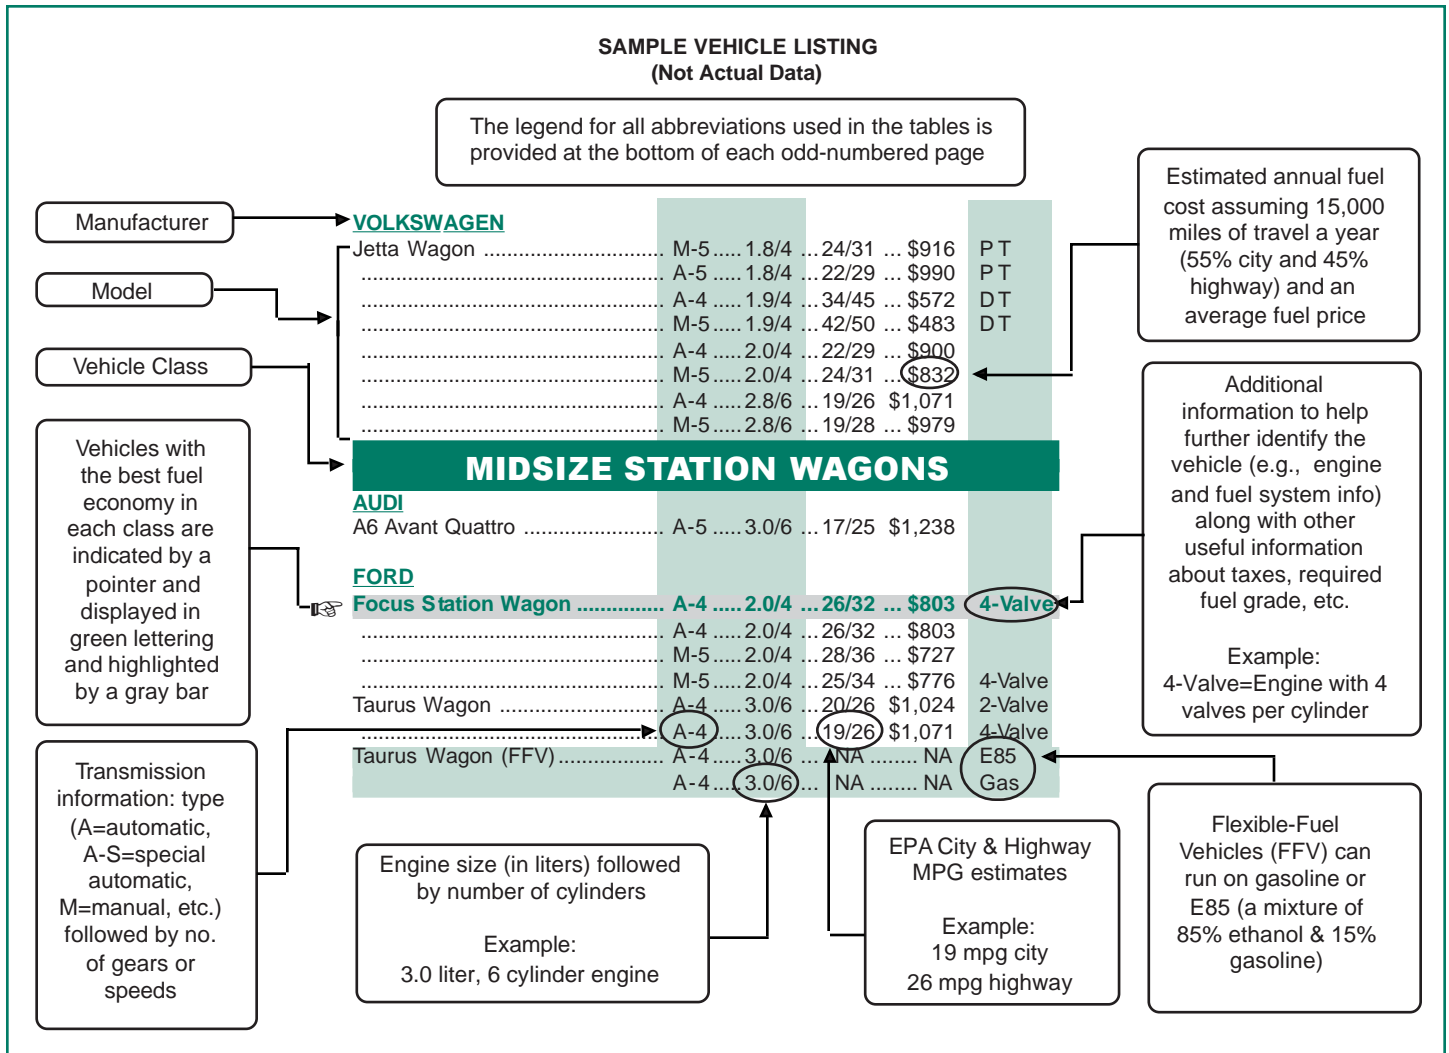 SAMPLE VEHICLE LISTING
(Not Actual Data)
The legend for all abbreviations used in the tables is
provided at the bottom of each odd-numbered page
Manufacturer
Model
Vehicle Class
Vehicles with
the best fuel
economy in
each class are
indicated by a
pointer and
displayed in
green lettering
and highlighted
by a gray bar
Transmission
information: type
(A=automatic,
A-S=special
automatic,
M=manual, etc.)
followed by no.
of gears or
speeds
VOLKSWAGEN
Jetta Wagon ............................. M-5 ..... 1.8/4 ... 24/31 ... $916 P T
..................................................... A-5 ..... 1.8/4 ... 22/29 ... $990 P T
..................................................... A-4 ..... 1.9/4 ... 34/45 ... $572 D T
..................................................... M-5 ..... 1.9/4 ... 42/50 ... $483 D T
..................................................... A-4 ..... 2.0/4 ... 22/29 ... $900
..................................................... M-5 ..... 2.0/4 ... 24/31 ... $832
..................................................... A-4 ..... 2.8/6 ... 19/26 $1,071
..................................................... M-5 ..... 2.8/6 ... 19/28 ... $979
MIDSIZE STATION WAGONS
AUDI
A6 Avant Quattro ........................ A-5 ..... 3.0/6 ... 17/25 $1,238
FORD
Focus Station Wagon ............... A-4 ..... 2.0/4 ... 26/32 ... $803 4-Valve
..................................................... A-4 ..... 2.0/4 ... 26/32 ... $803
..................................................... M-5 ..... 2.0/4 ... 28/36 ... $727
..................................................... M-5 ..... 2.0/4 ... 25/34 ... $776 4-Valve
Taurus Wagon ............................. A-4 ..... 3.0/6 ... 20/26 $1,024 2-Valve
..................................................... A-4 ..... 3.0/6 ... 19/26 $1,071 4-Valve
Taurus Wagon (FFV) .................. A-4 ..... 3.0/6 ... NA ........ NA E85
A-4 ..... 3.0/6 ... NA ........ NA Gas
Estimated annual fuel
cost assuming 15,000
miles of travel a year
(55% city and 45%
highway) and an
average fuel price
Additional
information to help
further identify the
vehicle (e.g., engine
and fuel system info)
along with other
useful information
about taxes, required
fuel grade, etc.
Example:
4-Valve=Engine with 4
valves per cylinder
Engine size (in liters) followed
by number of cylinders
Example:
3.0 liter, 6 cylinder engine
EPA City & Highway
MPG estimates
Example:
19 mpg city
26 mpg highway
Flexible-Fuel
Vehicles (FFV) can
run on gasoline or
E85 (a mixture of
85% ethanol & 15%
gasoline)